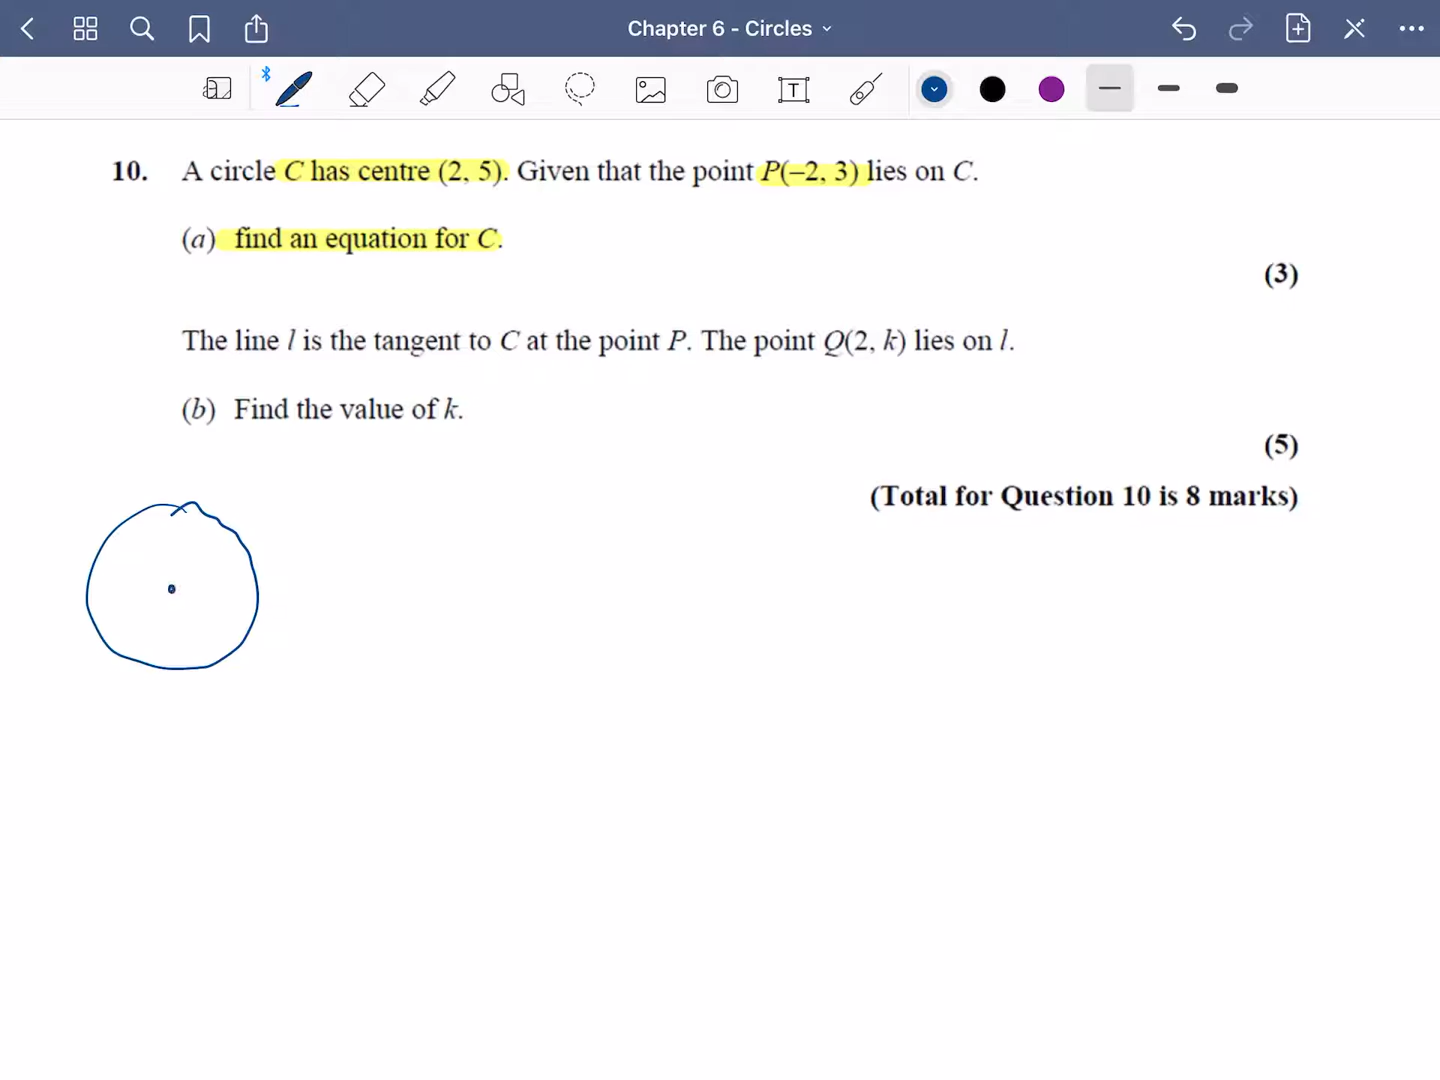 Chapter 6 - Circles
10. A circle C has centre (2, 5). Given that the point P(–2, 3) lies on C.
(a) find an equation for C.
(3)
The line l is the tangent to C at the point P. The point Q(2, k) lies on l.
(b) Find the value of k.
(5)
(Total for Question 10 is 8 marks)